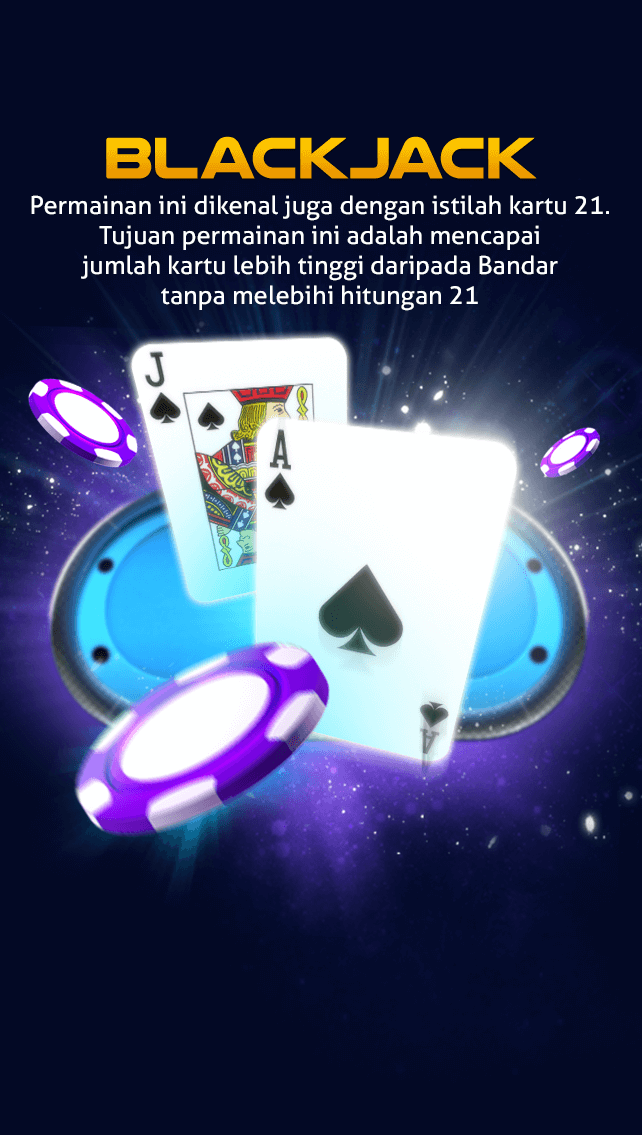 BLACKJACK
Permainan ini dikenal juga dengan istilah kartu 21.
Tujuan permainan ini adalah mencapai
jumlah kartu lebih tinggi daripada Bandar
tanpa melebihi hitungan 21
J
A
A